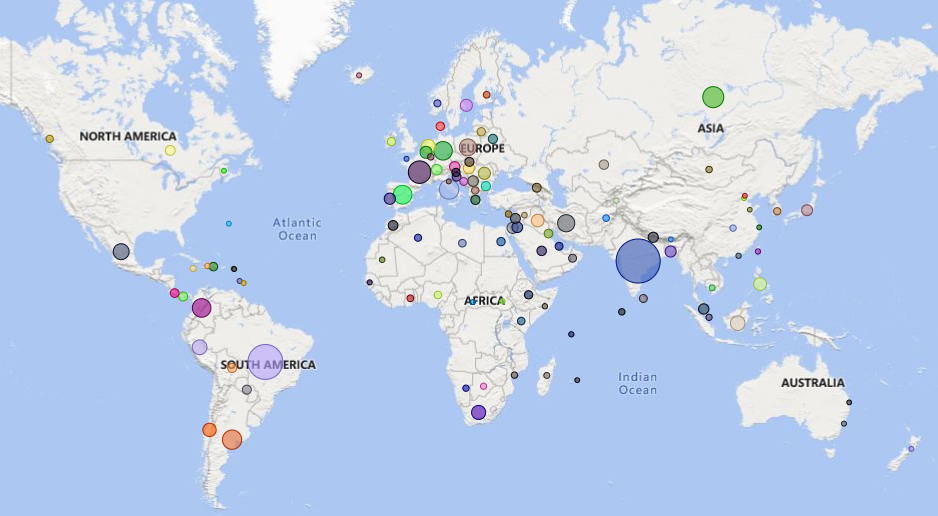 ASIA
NORTH AMERICA
EUROPE
Atlantic
Ocean
AFRICA
SOUTH AMERICA
Indian
Ocean
AUSTRALIA